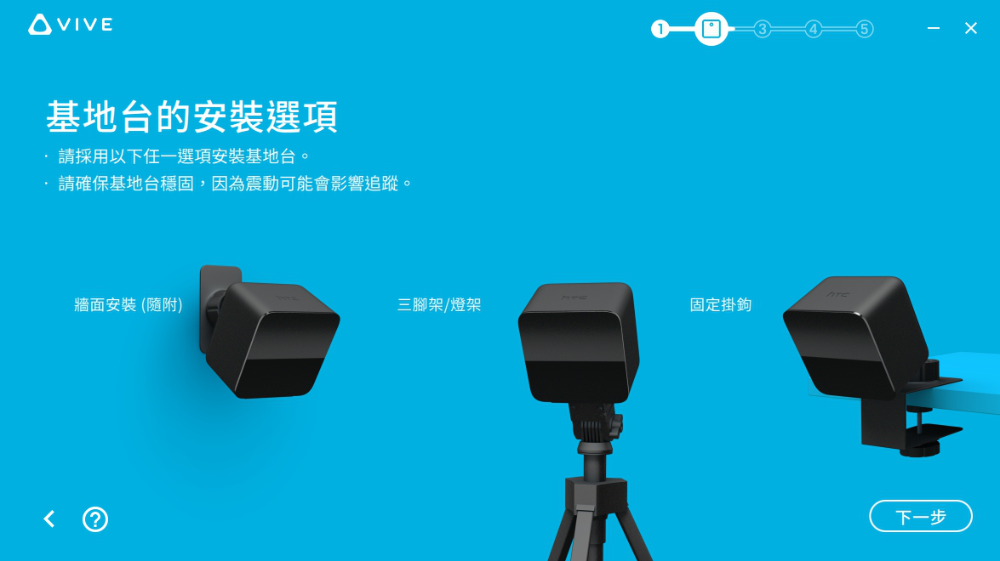 VIVE
1
3
4
5
基地台的安裝選項
· 請採用以下任一選項安裝基地台。
· 請確保基地台穩固，因為震動可能會影響追蹤。
牆面安裝 (隨附)
三腳架/燈架
固定掛鉤
hTC
hTC
hTC
?
下一步